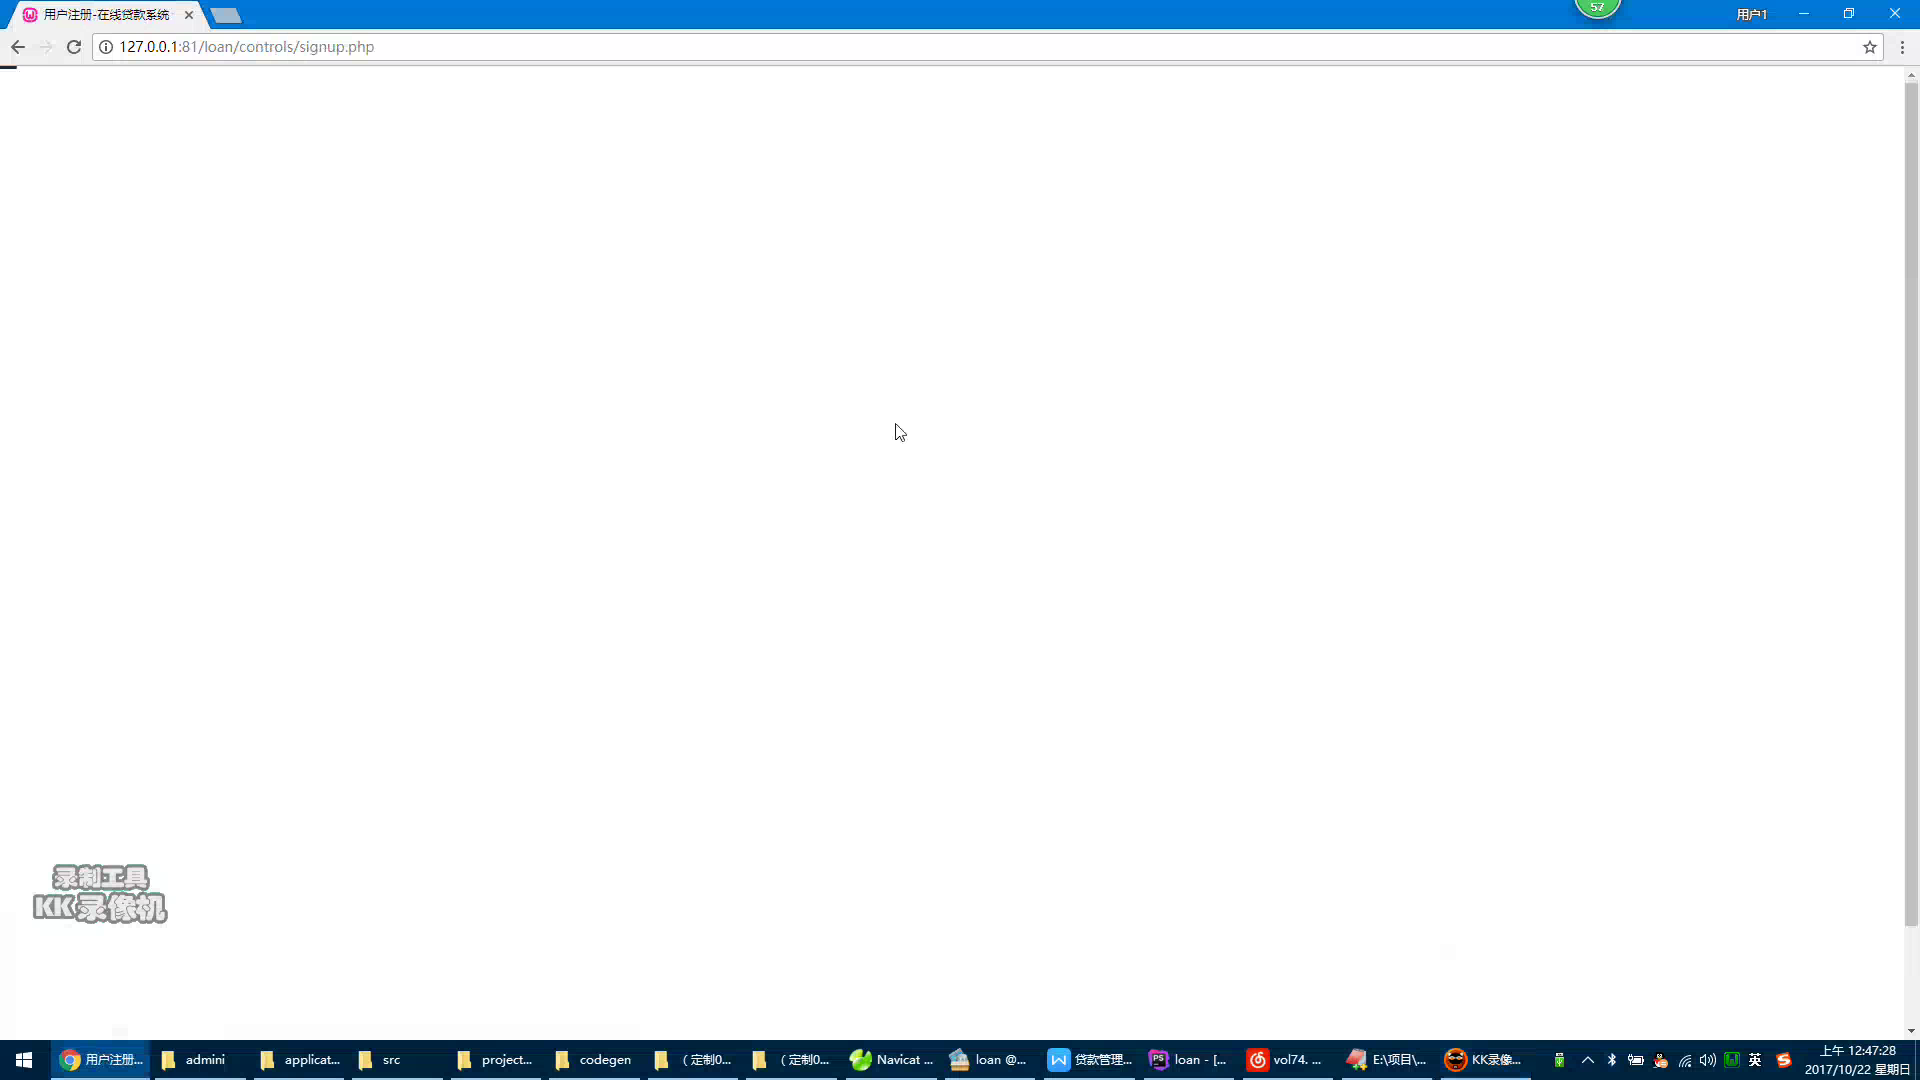 用户注册-在线贷款系统
57
用户1
127.0.0.1:81/loan/controls/signup.php
录制工具
KK录像机
用户注册...
admini
applicat...
src
project...
codegen
（定制0...
（定制0...
Navicat ...
loan @...
贷款管理...
loan - [...
vol74. ...
E:\项目\...
KK录像...
英
上午 12:47:28
2017/10/22 星期日